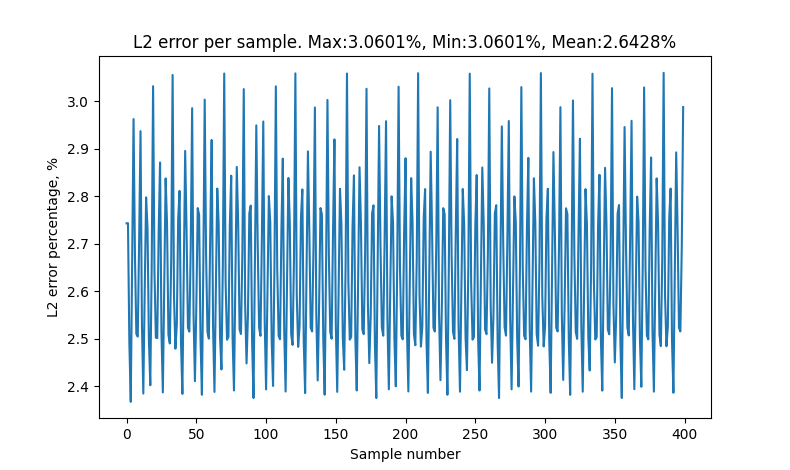 L2 error per sample. Max:3.0601%, Min:3.0601%, Mean:2.6428%
L2 error percentage, %
3.0
2.9
2.8
2.7
2.6
2.5
2.4
0 50 100 150 200 250 300 350 400
Sample number